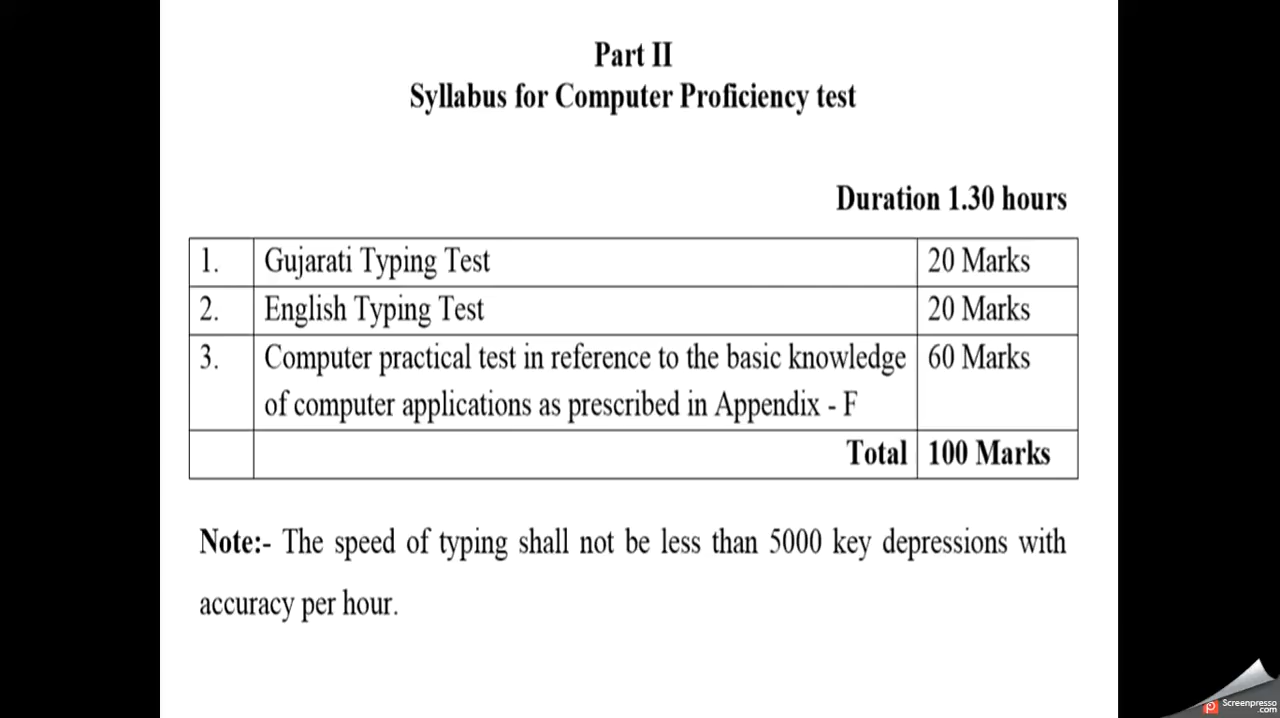 Part II
Syllabus for Computer Proficiency test
Duration 1.30 hours
1. Gujarati Typing Test 20 Marks
2. English Typing Test 20 Marks
3. Computer practical test in reference to the basic knowledge 60 Marks
of computer applications as prescribed in Appendix - F
Total 100 Marks
Note:- The speed of typing shall not be less than 5000 key depressions with
accuracy per hour.
Screenpresso
.com